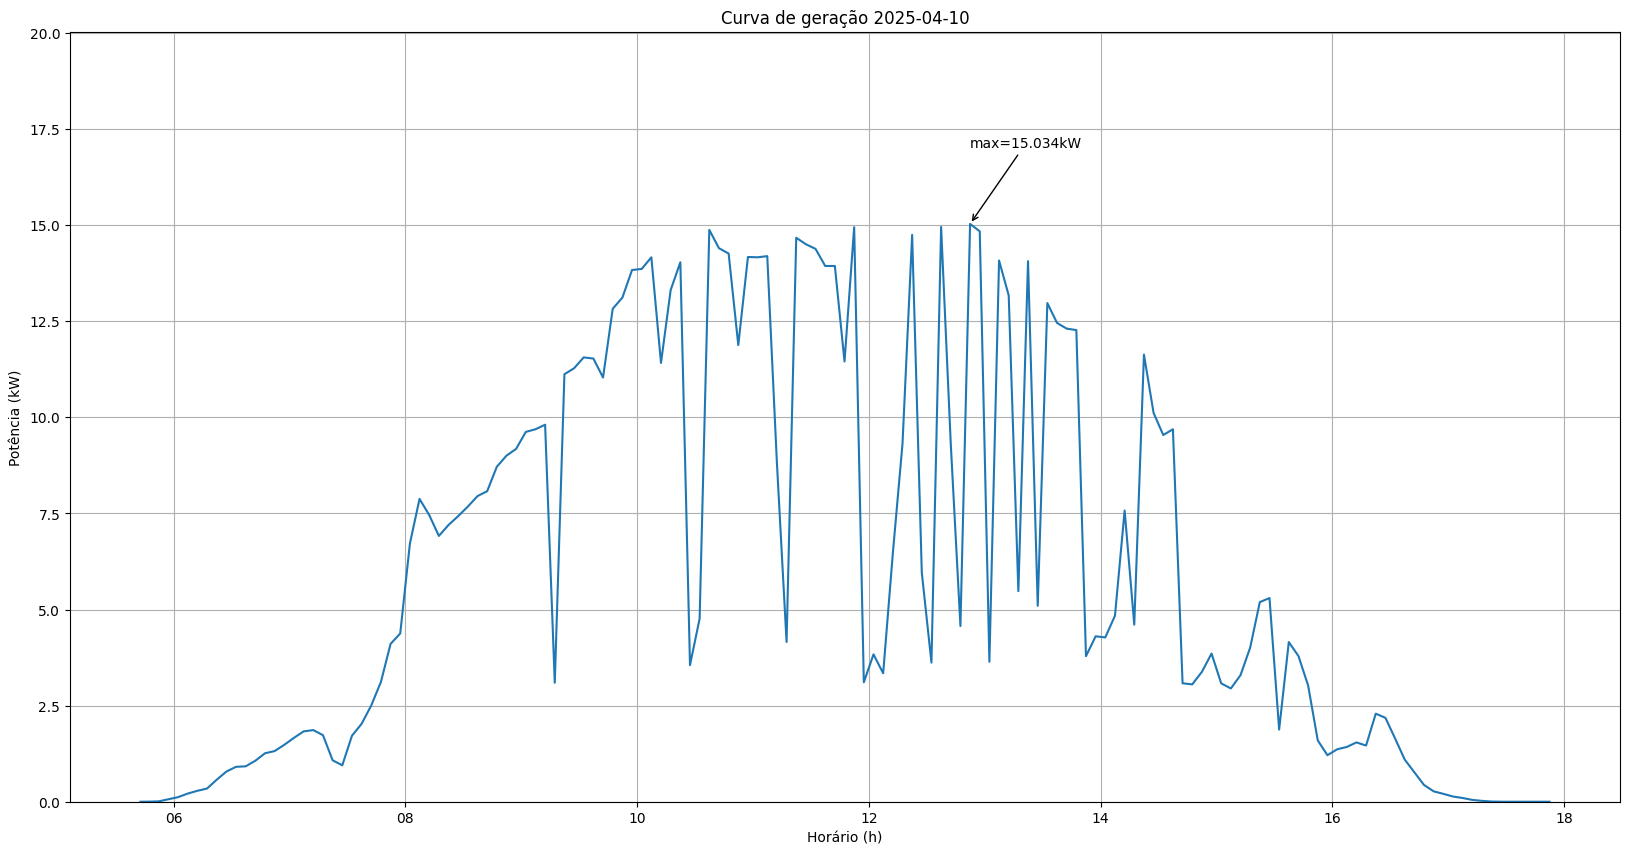 Curva de geração 2025-04-10
20.0
17.5
max=15.034kW
15.0
12.5
10.0
7.5
5.0
2.5
0.0
Potência (kW)
06 08 10 12 14 16 18
Horário (h)